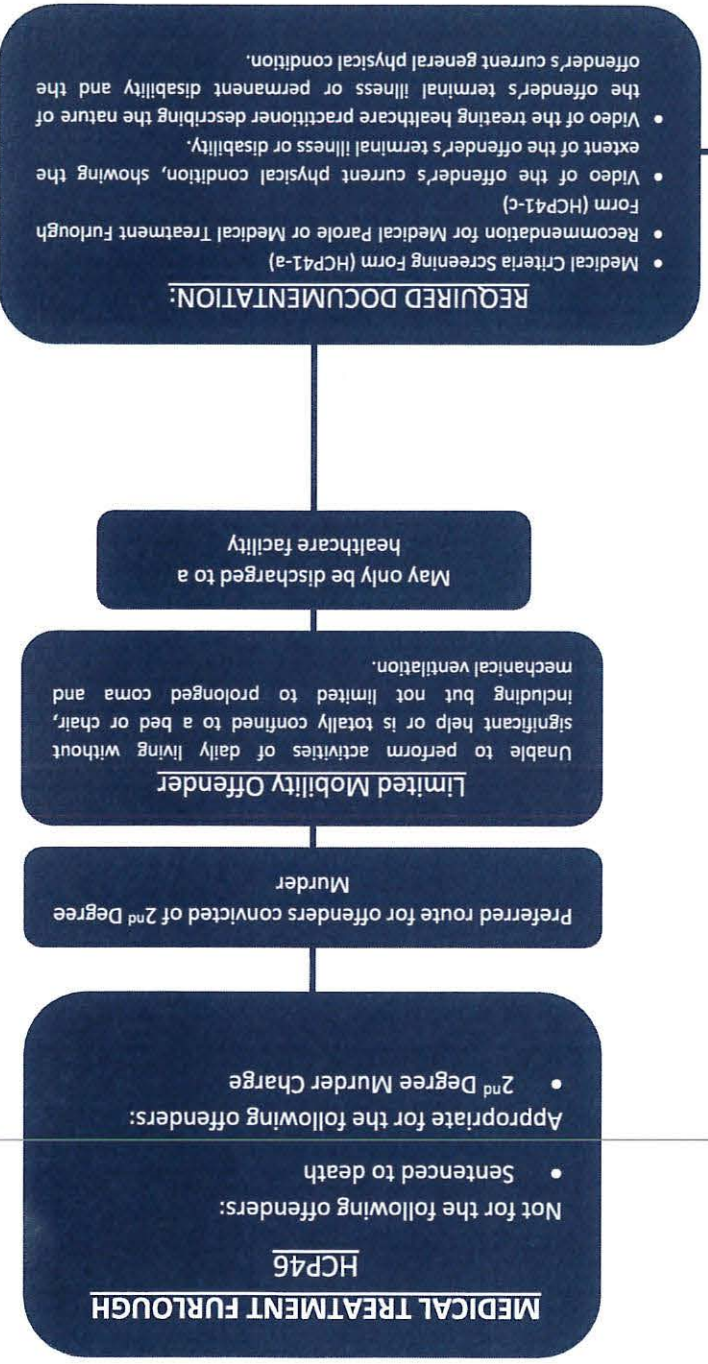 MEDICAL TREATMENT FURLOUGH
HCP46
Not for the following offenders:
• Sentenced to death
Appropriate for the following offenders:
• 2nd Degree Murder Charge
Preferred route for offenders convicted of 2nd Degree
Murder
Limited Mobility Offender
Unable to perform activities of daily living without
significant help or is totally confined to a bed or chair,
including but not limited to prolonged coma and
mechanical ventilation.
May only be discharged to a
healthcare facility
REQUIRED DOCUMENTATION:
• Medical Criteria Screening Form (HCP41-a)
• Recommendation for Medical Parole or Medical Treatment Furlough
Form (HCP41-c)
• Video of the offender's current physical condition, showing the
extent of the offender's terminal illness or disability.
• Video of the treating healthcare practitioner describing the nature of
the offender's terminal illness or permanent disability and the
offender's current general physical condition.